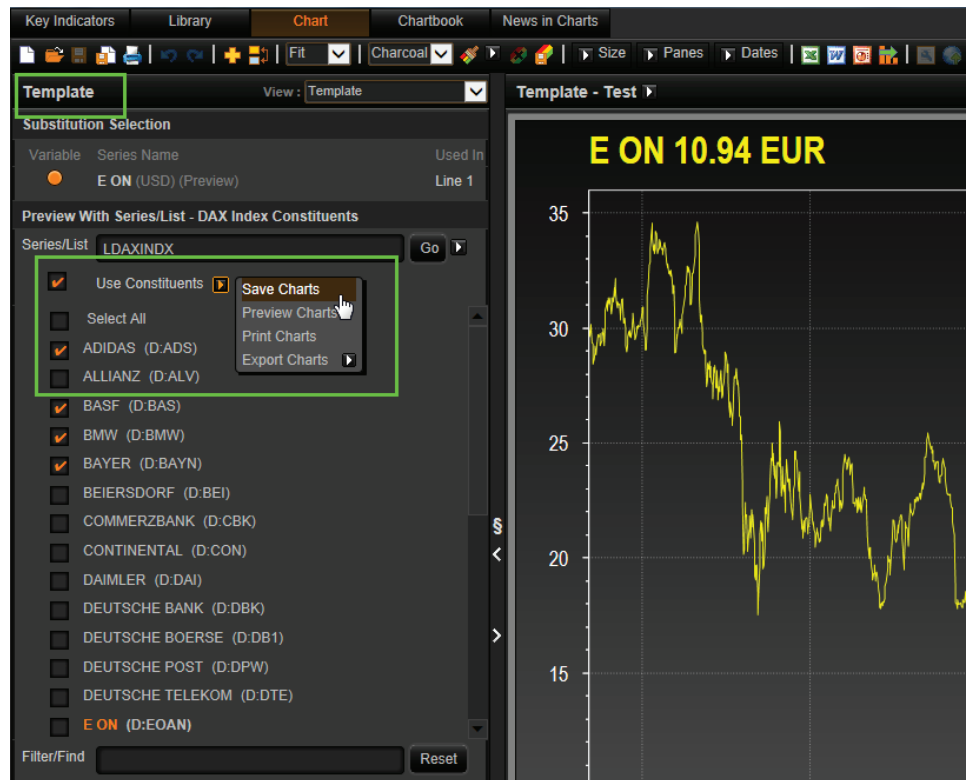 Key Indicators Library Chart Chartbook News in Charts
Fit Charcoal Size Panes Dates
Template View : Template Template - Test
Substitution Selection
Variable Series Name Used In
E ON (USD) (Preview) Line 1
Preview With Series/List - DAX Index Constituents
Series/List LDAXINDX Go
Use Constituents
Save Charts
Preview Charts
Print Charts
Export Charts
Select All
ADIDAS (D:ADS)
ALLIANZ (D:ALV)
BASF (D:BAS)
BMW (D:BMW)
BAYER (D:BAYN)
BEIERSDORF (D:BEI)
COMMERZBANK (D:CBK)
CONTINENTAL (D:CON)
DAIMLER (D:DAI)
DEUTSCHE BANK (D:DBK)
DEUTSCHE BOERSE (D:DB1)
DEUTSCHE POST (D:DPW)
DEUTSCHE TELEKOM (D:DTE)
E ON (D:EOAN)
Filter/Find Reset
§
E ON 10.94 EUR
35
30
25
20
15